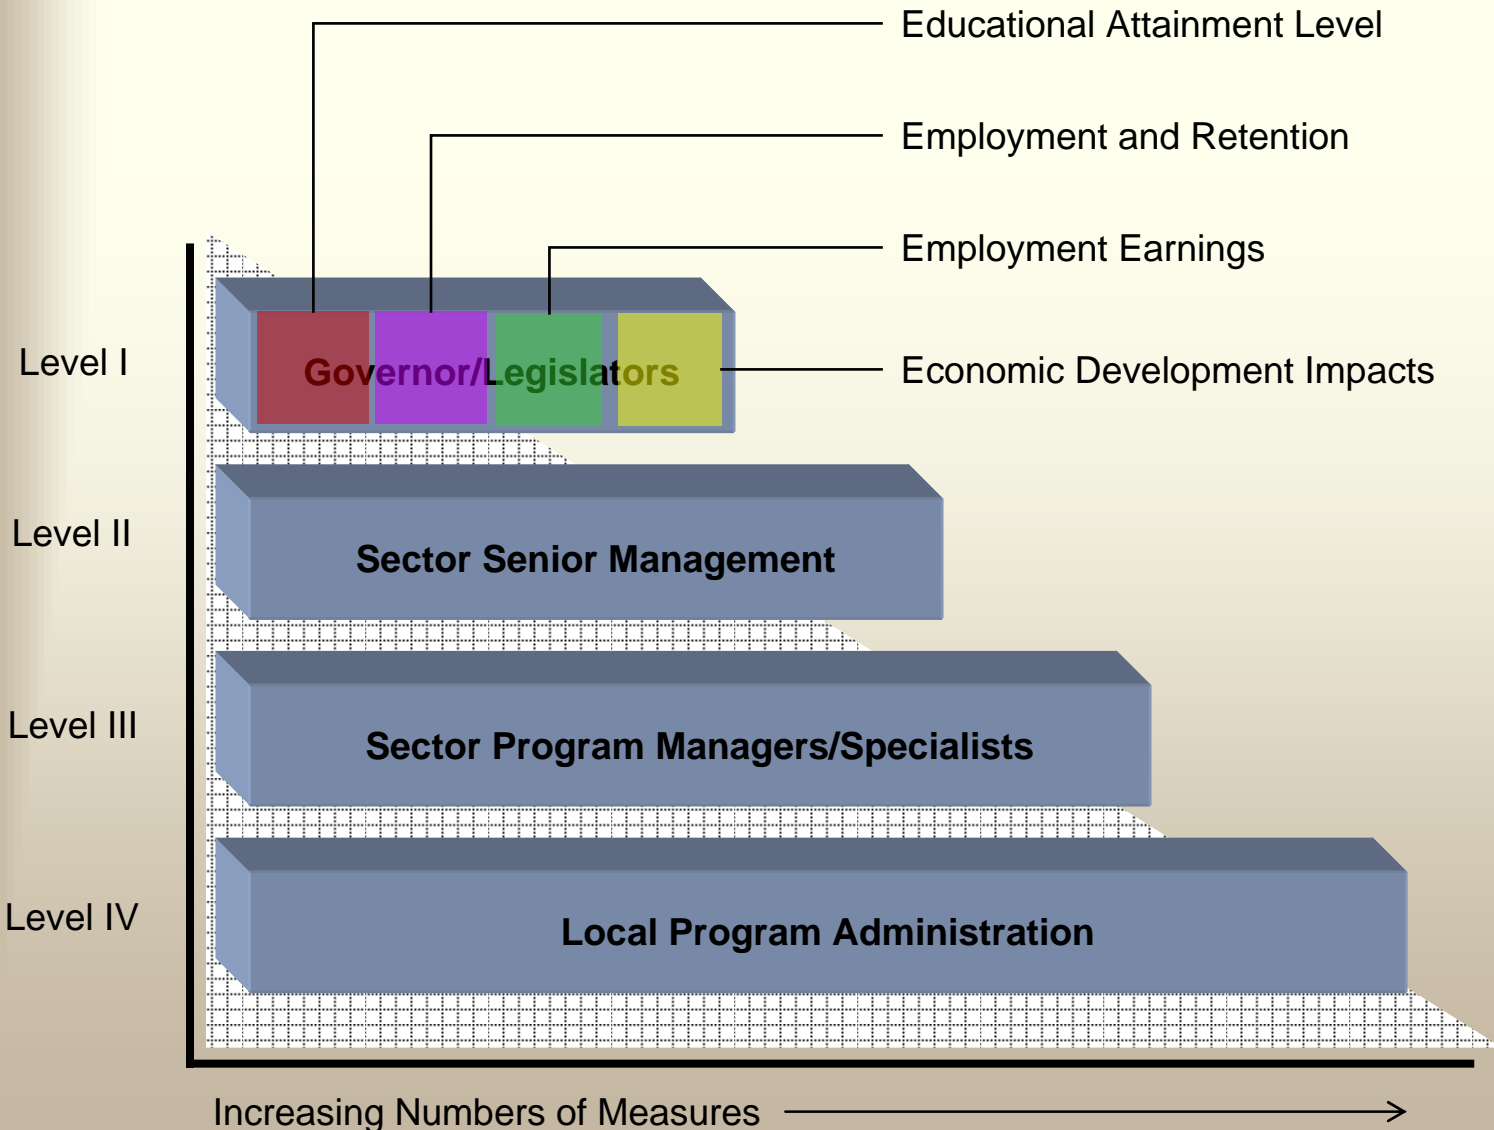 Educational Attainment Level
Employment and Retention
Employment Earnings
Level I
Governor/Legislators
Economic Development Impacts
Level II
Sector Senior Management
Level III
Sector Program Managers/Specialists
Level IV
Local Program Administration
Increasing Numbers of Measures